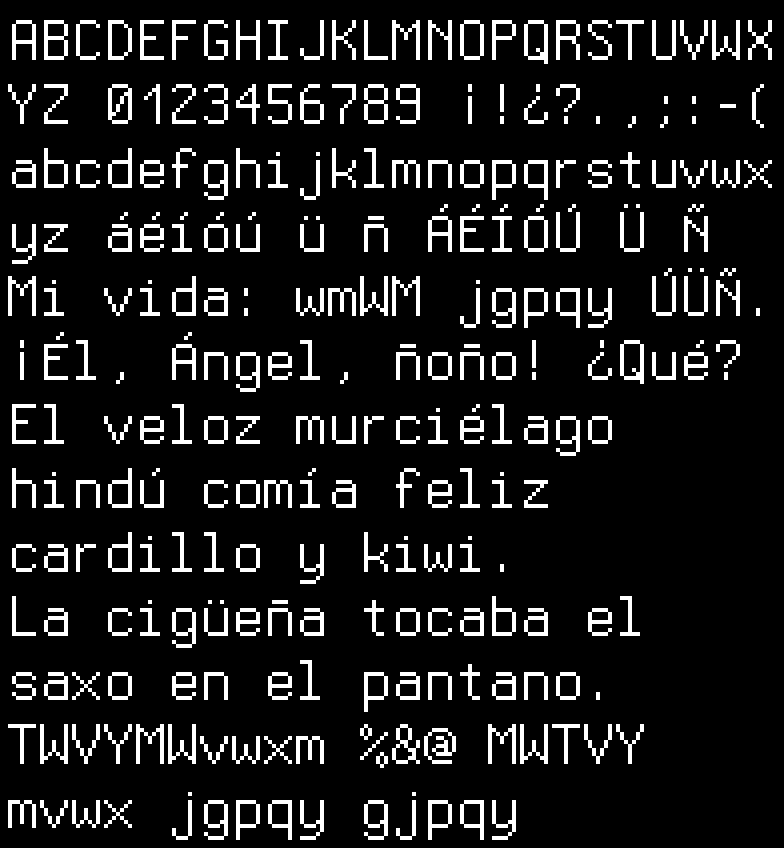 ABCDEFGHIJKLMNOPQRSTUVWX
YZ 0123456789 ¡!¿?.,;:-(
abcdefghijklmnopqrstuvwx
yz áéíóú ü ñ ÁÉÍÓÚ Ü Ñ
Mi vida: wmWM jgpqy ÚÜÑ.
¡Él, Ángel, ñoño! ¿Qué?
El veloz murciélago
hindú comía feliz
cardillo y kiwi.
La cigüeña tocaba el
saxo en el pantano.
TWVYMWvwxm %&@ MWTVY
mvwx jgpqy gjpqy